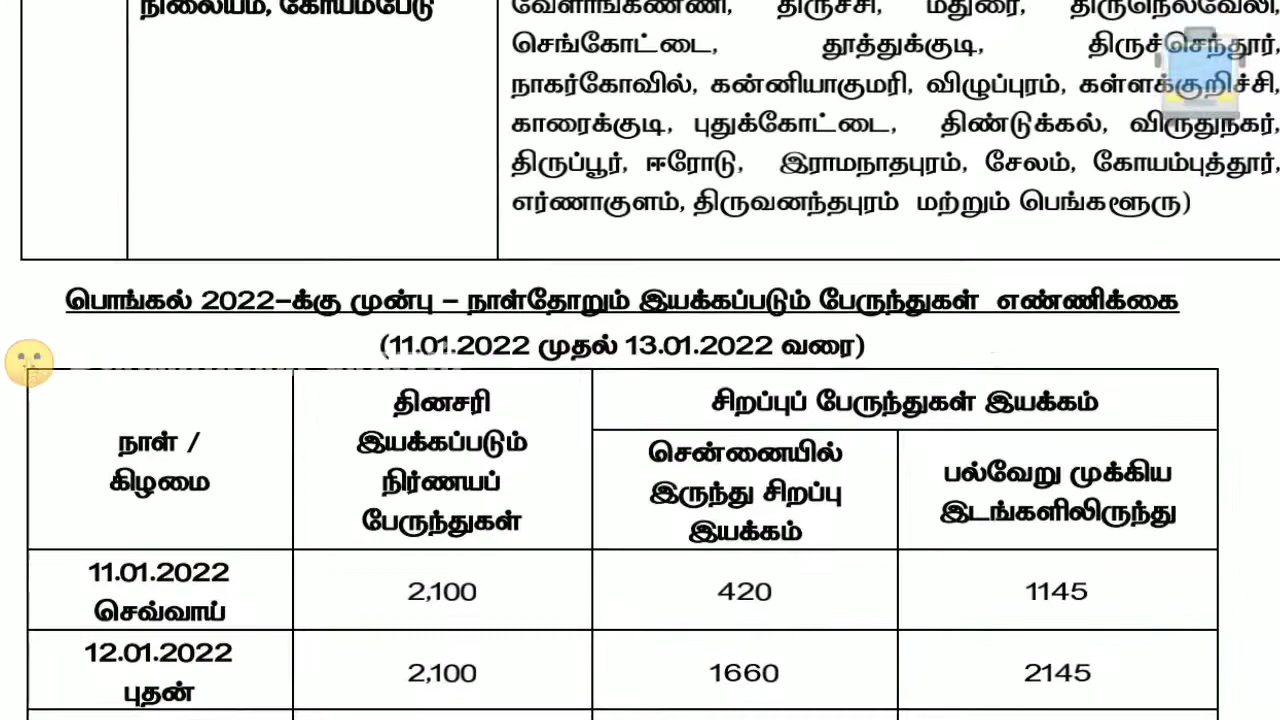 நிலையம், கோயம்பேடு
வேளாங்கண்ணி, திருச்சி, மதுரை, திருநெல்வேலி,
செங்கோட்டை, தூத்துக்குடி, திருச்செந்தூர்,
நாகர்கோவில், கன்னியாகுமரி, விழுப்புரம், கள்ளக்குறிச்சி,
காரைக்குடி, புதுக்கோட்டை, திண்டுக்கல், விருதுநகர்,
திருப்பூர், ஈரோடு, இராமநாதபுரம், சேலம், கோயம்புத்தூர்,
எர்ணாகுளம், திருவனந்தபுரம் மற்றும் பெங்களூரு)
பொங்கல் 2022-க்கு முன்பு - நாள்தோறும் இயக்கப்படும் பேருந்துகள் எண்ணிக்கை
(11.01.2022 முதல் 13.01.2022 வரை)
நாள் /
கிழமை
தினசரி
இயக்கப்படும்
நிர்ணயப்
பேருந்துகள்
சிறப்புப் பேருந்துகள் இயக்கம்
சென்னையில்
இருந்து சிறப்பு
இயக்கம்
பல்வேறு முக்கிய
இடங்களிலிருந்து
11.01.2022
செவ்வாய்
2,100
420
1145
12.01.2022
புதன்
2,100
1660
2145